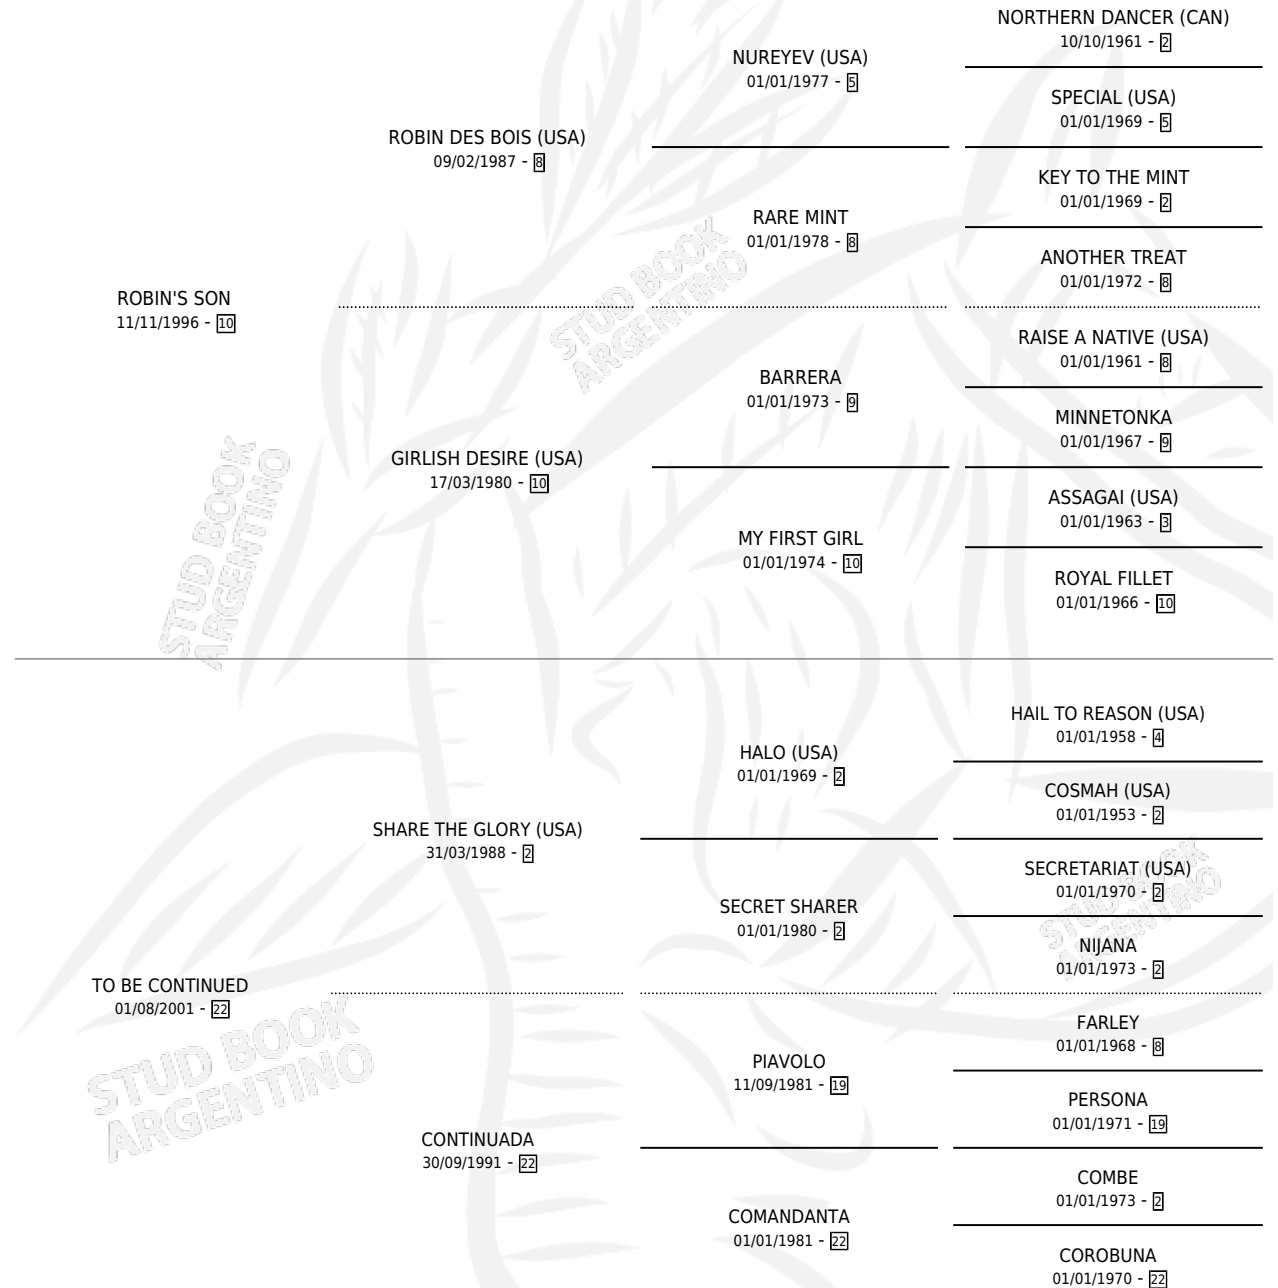 NORTHERN DANCER (CAN)
10/10/1961 - 2
NUREYEV (USA)
01/01/1977 - 5
SPECIAL (USA)
01/01/1969 - 5
ROBIN DES BOIS (USA)
09/02/1987 - 8
KEY TO THE MINT
01/01/1969 - 2
RARE MINT
01/01/1978 - 8
ANOTHER TREAT
01/01/1972 - 8
ROBIN'S SON
11/11/1996 - 10
STUD BOOK
ARGENTINO
RAISE A NATIVE (USA)
01/01/1961 - 8
BARRERA
01/01/1973 - 9
MINNETONKA
01/01/1967 - 9
GIRLISH DESIRE (USA)
17/03/1980 - 10
ASSAGAI (USA)
01/01/1963 - 3
MY FIRST GIRL
01/01/1974 - 10
ROYAL FILLET
01/01/1966 - 10
STUD BOOK
ARGENTINO
HAIL TO REASON (USA)
01/01/1958 - 4
HALO (USA)
01/01/1969 - 2
COSMAH (USA)
01/01/1953 - 2
SHARE THE GLORY (USA)
31/03/1988 - 2
SECRETARIAT (USA)
01/01/1970 - 2
SECRET SHARER
01/01/1980 - 2
NIJANA
01/01/1973 - 2
STUD BOOK
ARGENTINO
TO BE CONTINUED
01/08/2001 - 22
FARLEY
01/01/1968 - 8
PIAVOLO
11/09/1981 - 19
PERSONA
01/01/1971 - 19
STUD BOOK
ARGENTINO
CONTINUADA
30/09/1991 - 22
COMBE
01/01/1973 - 2
COMANDANTA
01/01/1981 - 22
COROBUNA
01/01/1970 - 22